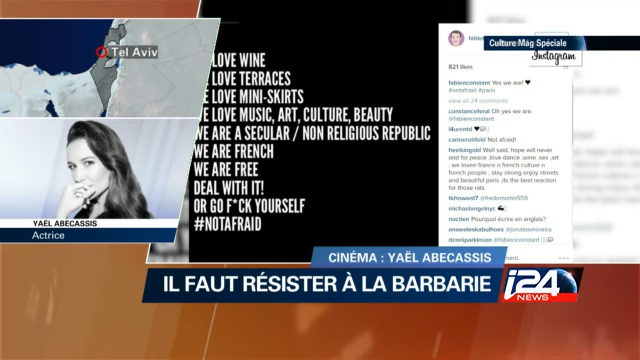 Tel Aviv
YAËL ABECASSIS
Actrice
LOVE WINE
LOVE TERRACES
E LOVE MINI-SKIRTS
E LOVE MUSIC, ART, CULTURE, BEAUTY
WE ARE A SECULAR / NON RELIGIOUS REPUBLIC
WE ARE FRENCH
WE ARE FREE
DEAL WITH IT!
OR GO F*CK YOURSELF
#NOTAFRAID
Culture Mag Spéciale
Instagram
821 likes
fabienconstant Yes we are! ♥
#notafraid #paris
view all 24 comments
constanceferal Oh yes we are.
@fabienconstant
carineroitfeld Not afraid!
heelsingold Well said, hope will never
and for peace ,love dance .wine .sex ,art
, we lovee france n french culture n
french people , stay strong enjoy streets
and beautiful paris ,its the best reaction
for those rats
tkhoward7 @fredomartin559
michaelangelnyc
noctien Pourquoi écrire en anglais?
anawaleskabulhoes @jonatasmoreira
denniparkinson @fabienconstant
CINÉMA : YAËL ABECASSIS
IL FAUT RÉSISTER À LA BARBARIE
i24
NEWS